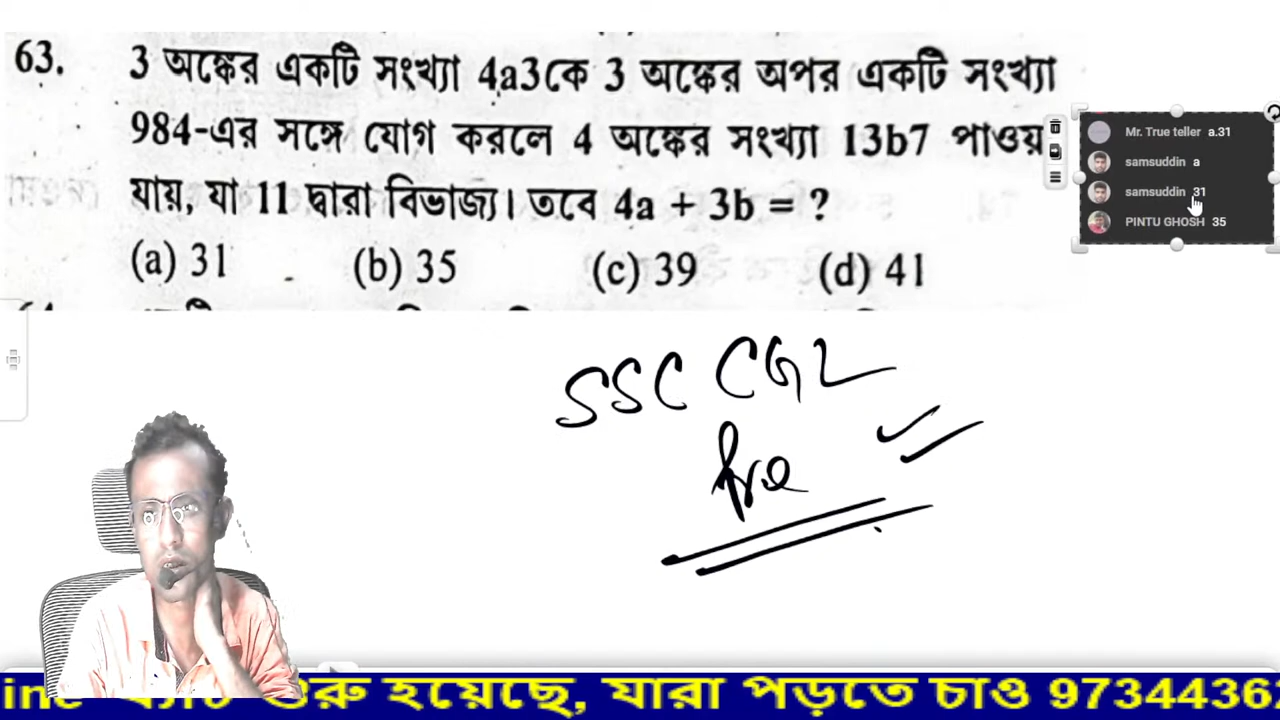 63. 3 অঙ্কের একটি সংখ্যা 4a3কে 3 অঙ্কের অপর একটি সংখ্যা
984-এর সঙ্গে যোগ করলে 4 অঙ্কের সংখ্যা 13b7 পাওয়
যায়, যা 11 দ্বারা বিভাজ্য। তবে 4a + 3b = ?
(a) 31 (b) 35 (c) 39 (d) 41
Mr. True teller a.31
samsuddin a
samsuddin 31
PINTU GHOSH 35
SSC CGL
Pre
শুরু হয়েছে, যারা পড়তে চাও 97344362